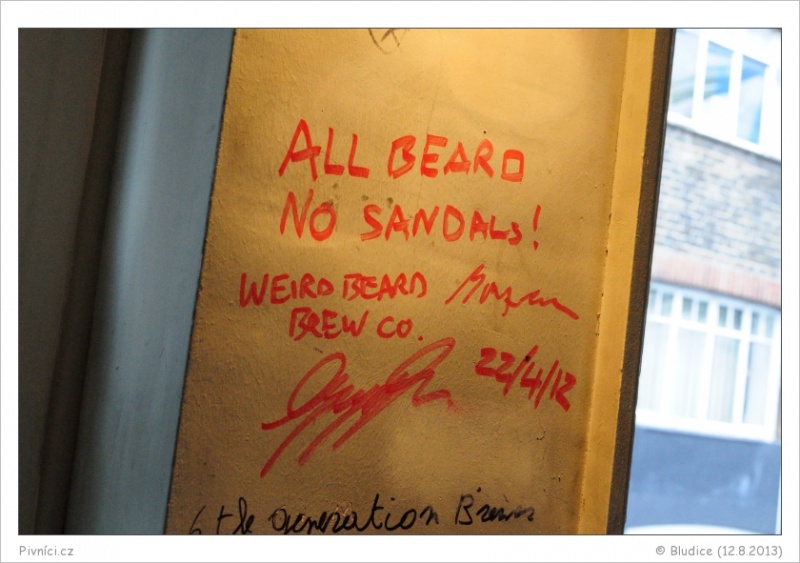 ALL BEARD
NO SANDALS!
WEIRD BEARD
BREW CO.
22/4/12
generation
Pivníci.cz
© Bludice (12.8.2013)